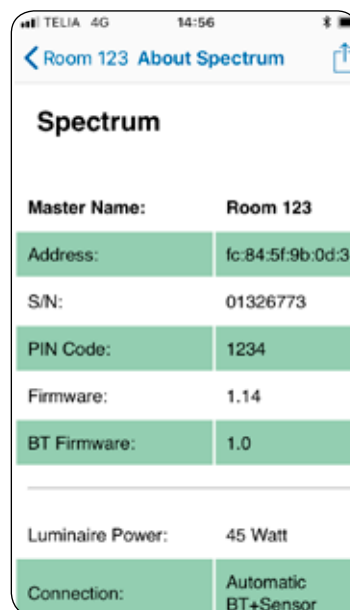 TELIA 4G 14:56
Room 123 About Spectrum
Spectrum
Master Name: Room 123
Address: fc:84:5f:9b:0d:3
S/N: 01326773
PIN Code: 1234
Firmware: 1.14
BT Firmware: 1.0
Luminaire Power: 45 Watt
Connection: Automatic
BT+Sensor